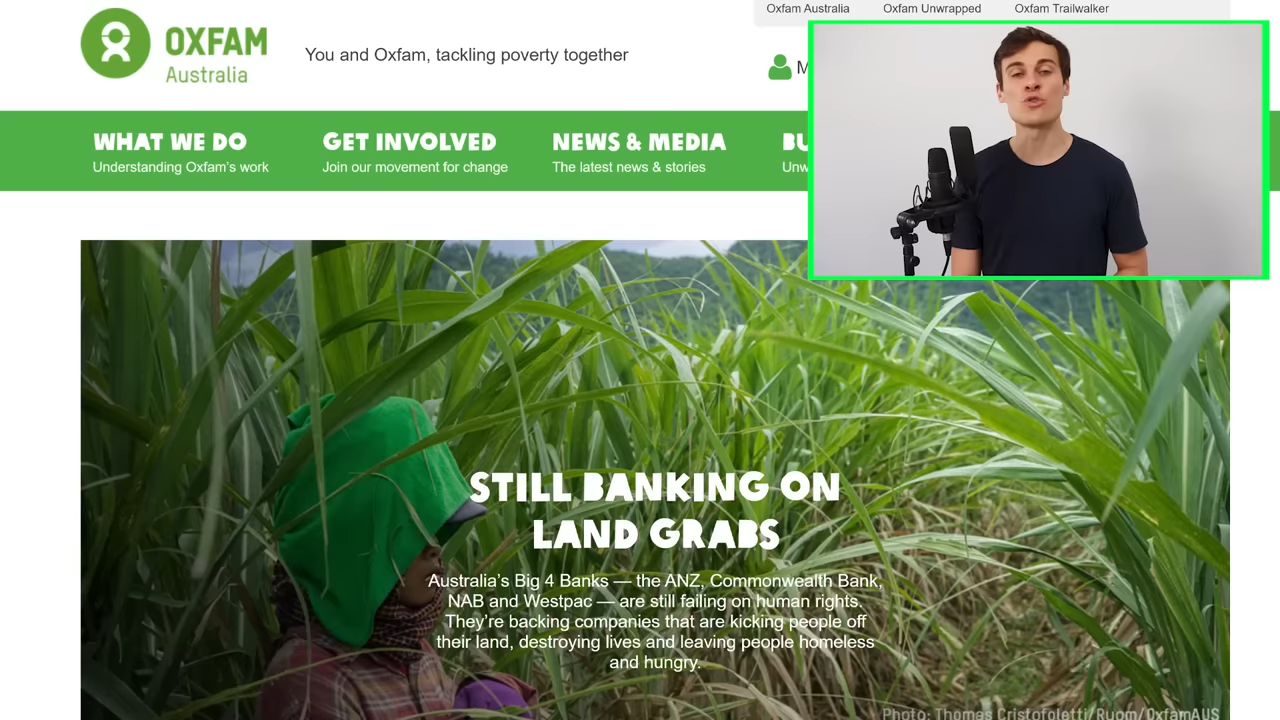 Oxfam Australia Oxfam Unwrapped Oxfam Trailwalker
OXFAM
Australia
You and Oxfam, tackling poverty together
M
WHAT WE DO
Understanding Oxfam's work
GET INVOLVED
Join our movement for change
NEWS & MEDIA
The latest news & stories
BU
Unw
STILL BANKING ON
LAND GRABS
Australia's Big 4 Banks — the ANZ, Commonwealth Bank,
NAB and Westpac — are still failing on human rights.
They're backing companies that are kicking people off
their land, destroying lives and leaving people homeless
and hungry.
Photo: Thomas Cristofoletti/Ruom/OxfamAUS